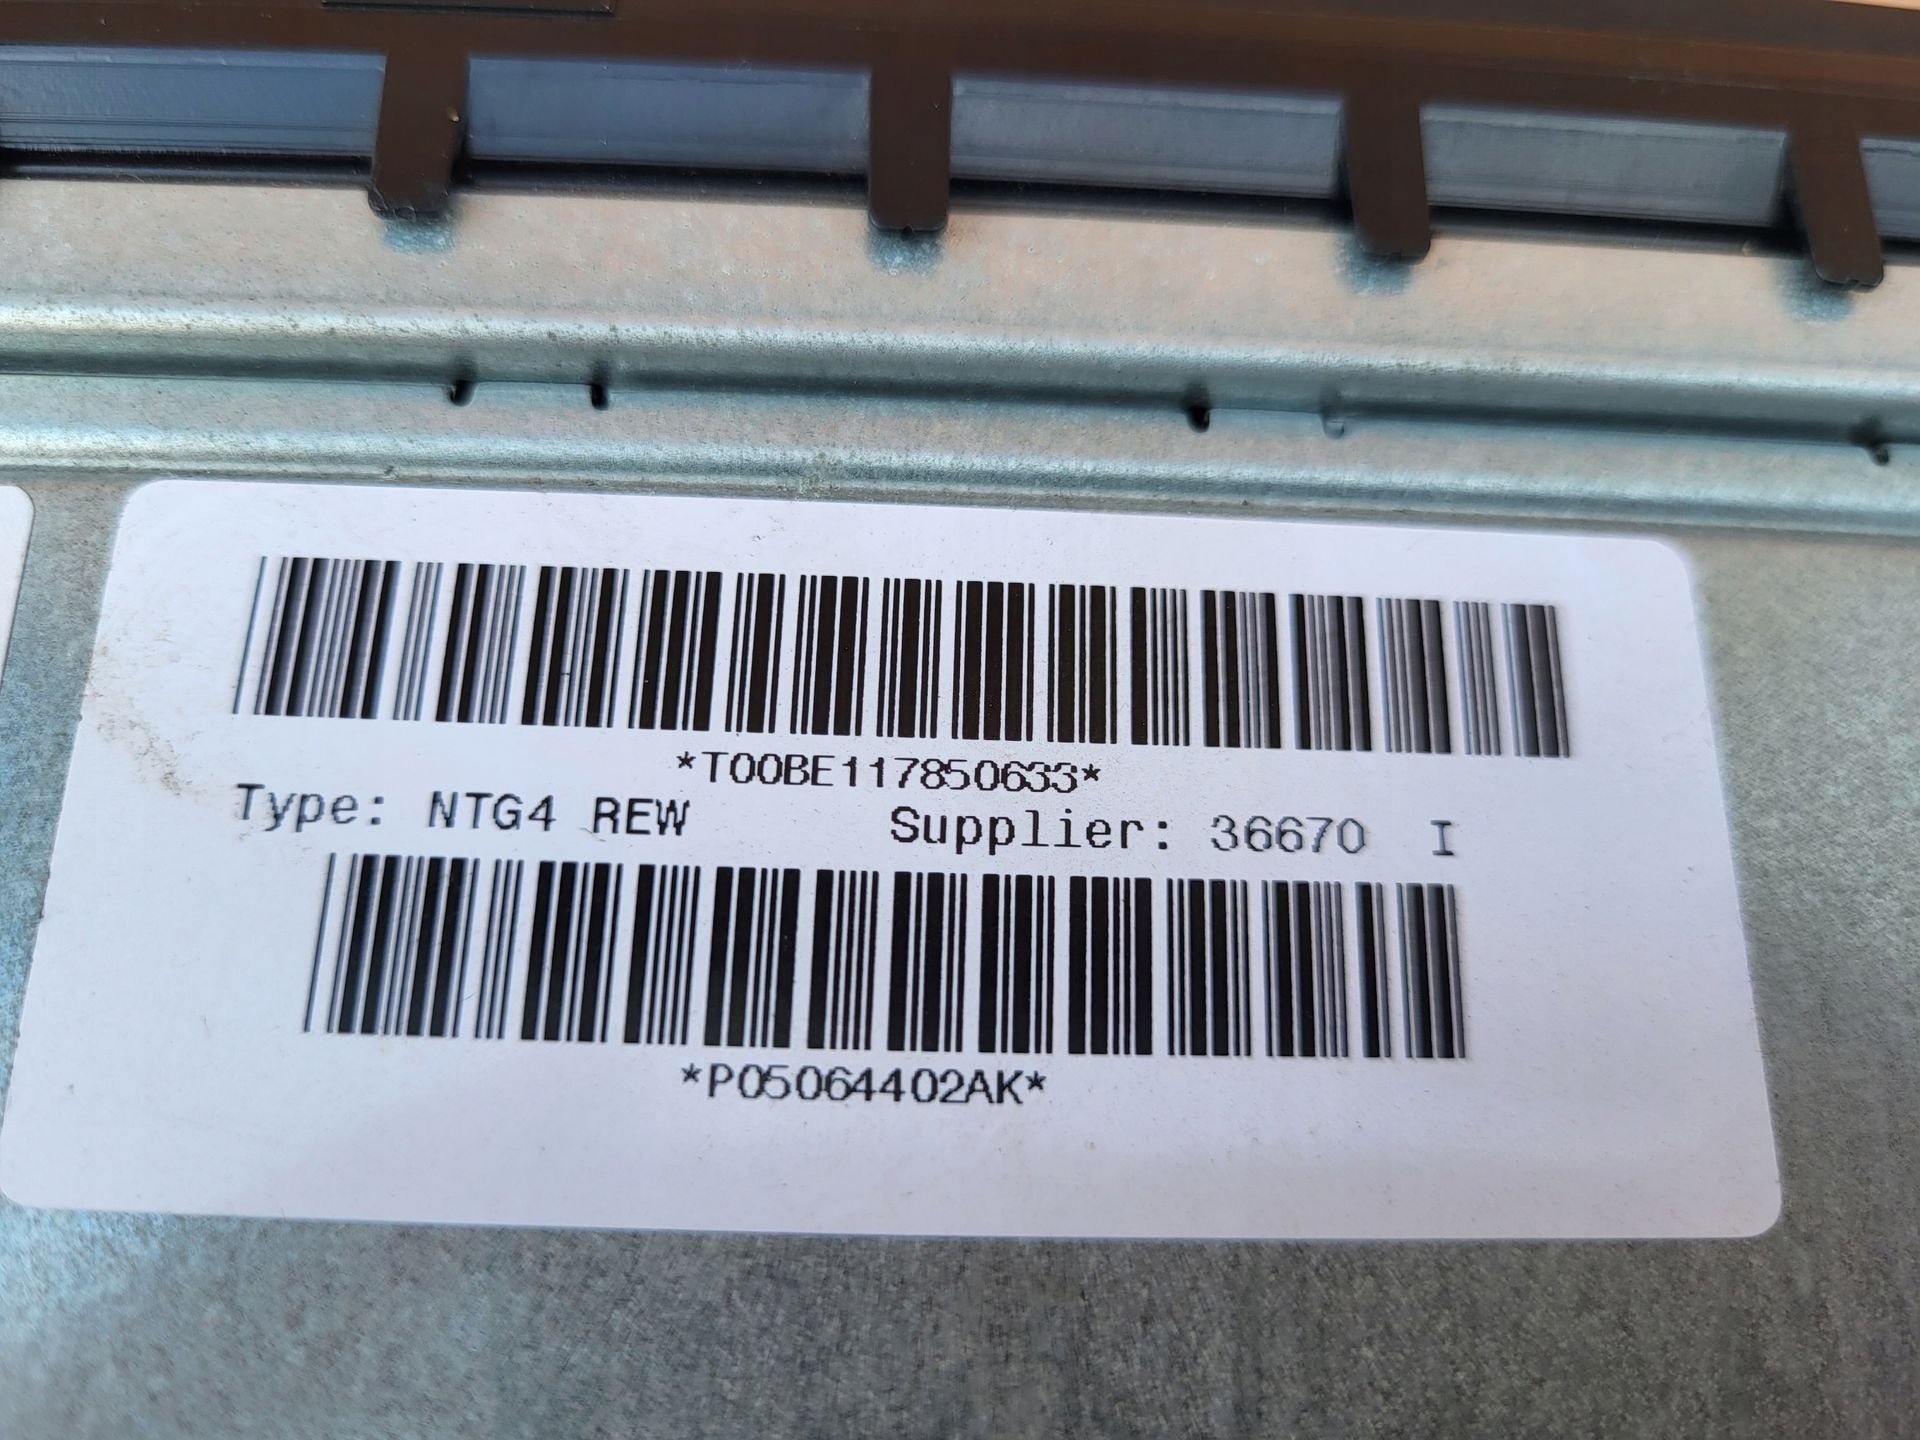 *T00BE117850633*
Type: NTG4 REW Supplier: 36670 I
*P05064402AK*